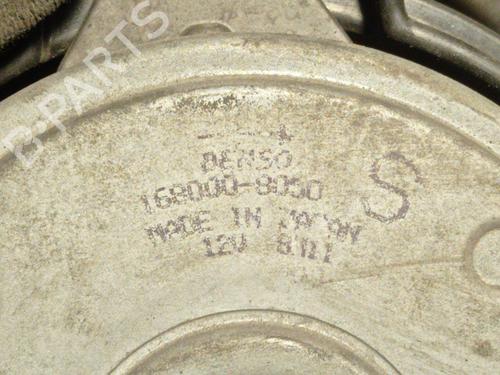 B-PARTS
DENSO
168000-8050
S
MADE IN JAPAN
12V